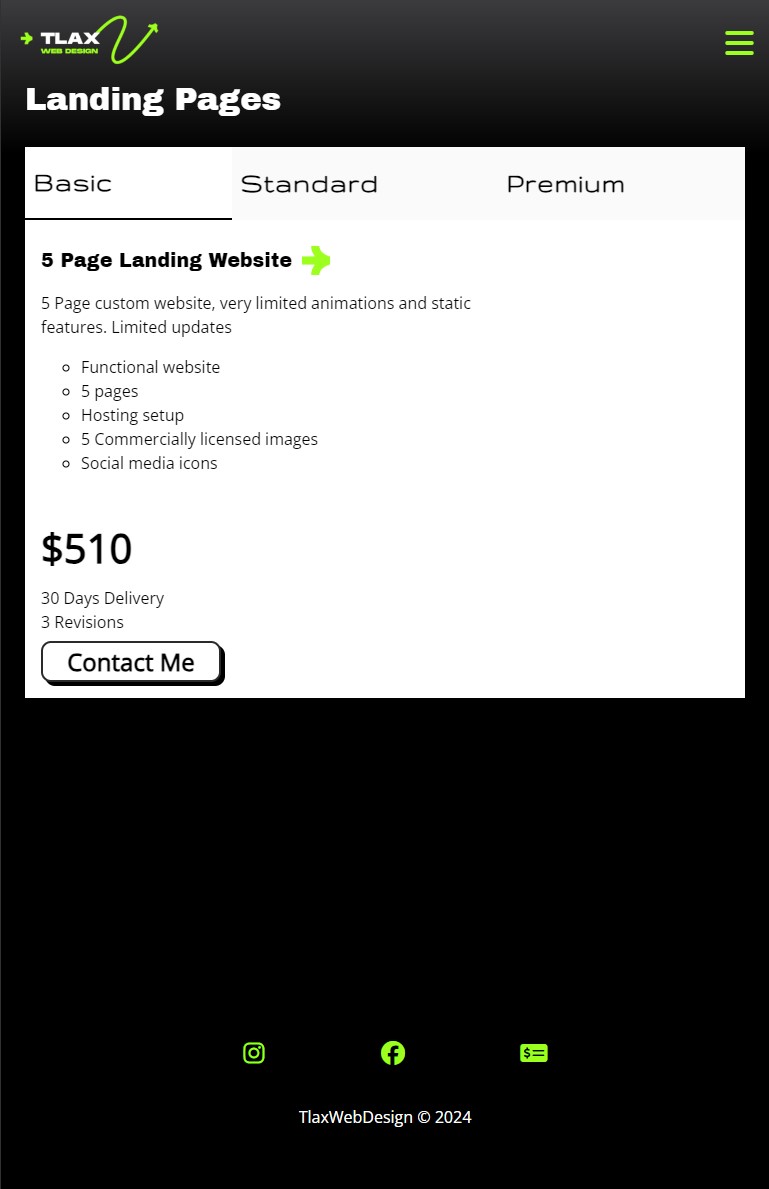 TLAX
WEB DESIGN
Landing Pages
Basic
Standard
Premium
5 Page Landing Website
5 Page custom website, very limited animations and static
features. Limited updates
Functional website
5 pages
Hosting setup
5 Commercially licensed images
Social media icons
$510
30 Days Delivery
3 Revisions
Contact Me
TlaxWebDesign © 2024